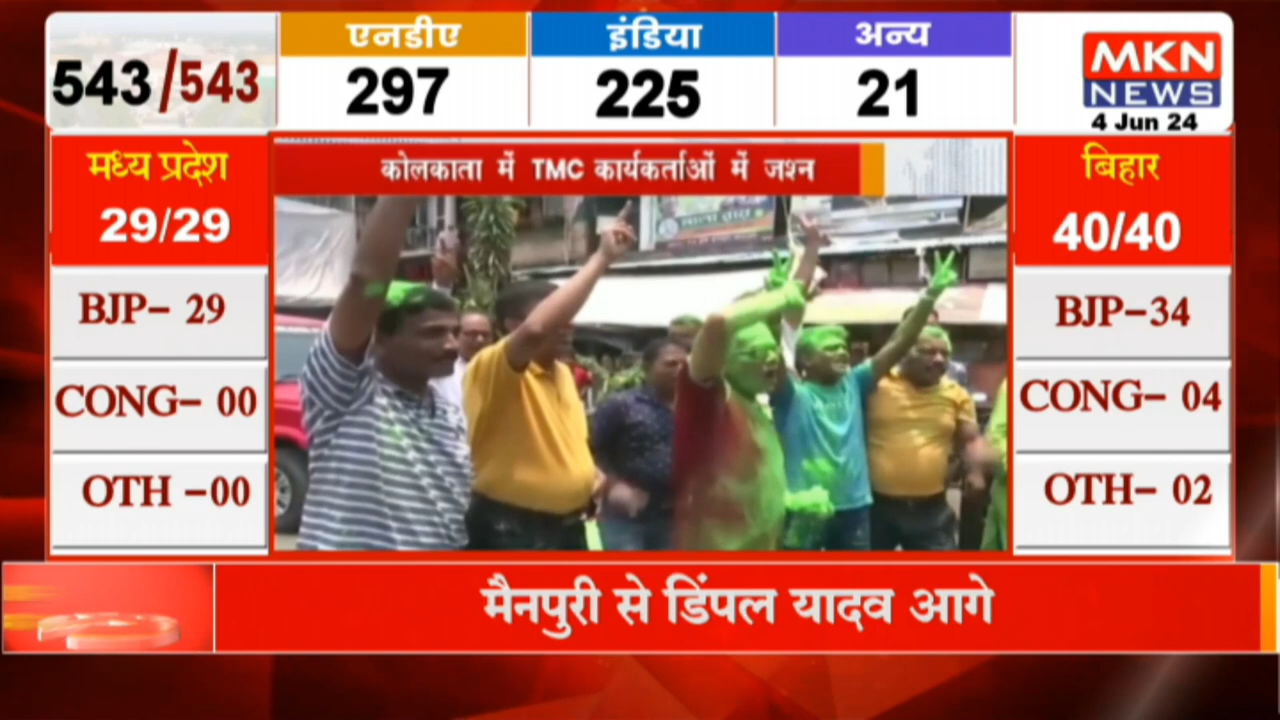 543/543
एनडीए
297
इंडिया
225
अन्य
21
MKN
NEWS
4 Jun 24
मध्य प्रदेश
29/29
BJP- 29
CONG- 00
OTH -00
कोलकाता में TMC कार्यकर्ताओं में जश्न
बिहार
40/40
BJP-34
CONG- 04
OTH- 02
मैनपुरी से डिंपल यादव आगे